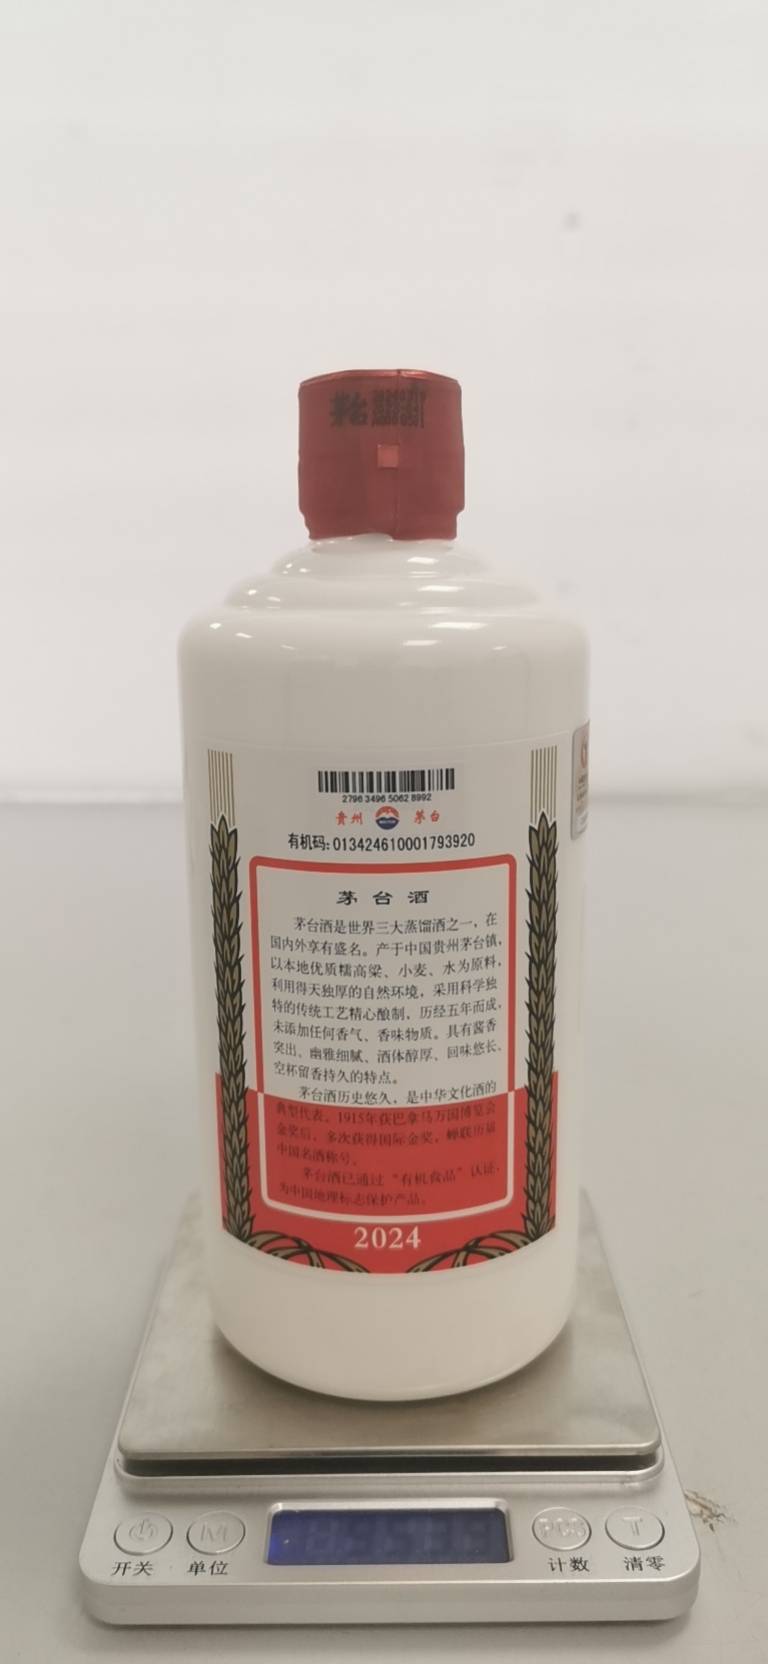 茅台
2796 3496 5062 8992
贵州 茅台
有机码:013424610001793920
茅台酒
茅台酒是世界三大蒸馏酒之一，在
国内外享有盛名。产于中国贵州茅台镇，
以本地优质糯高粱、小麦、水为原料，
利用得天独厚的自然环境，采用科学独
特的传统工艺精心酿制，历经五年而成，
未添加任何香气、香味物质。具有酱香
突出、幽雅细腻、酒体醇厚、回味悠长、
空杯留香持久的特点。
茅台酒历史悠久，是中华文化酒的
典型代表，1915年获巴拿马万国博览会
金奖后，多次获得国际金奖，蝉联历届
中国名酒称号。
茅台酒已通过“有机食品”认证，
为中国地理标志保护产品。
2024
M PCS T
开关 单位 计数 清零